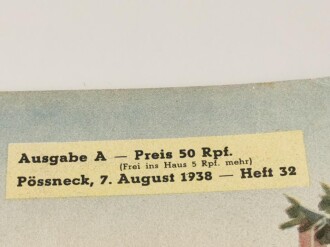 Ausgabe A — Preis 50 Rpf.
(Frei ins Haus 5 Rpf. mehr)
Pössneck, 7. August 1938 — Heft 32